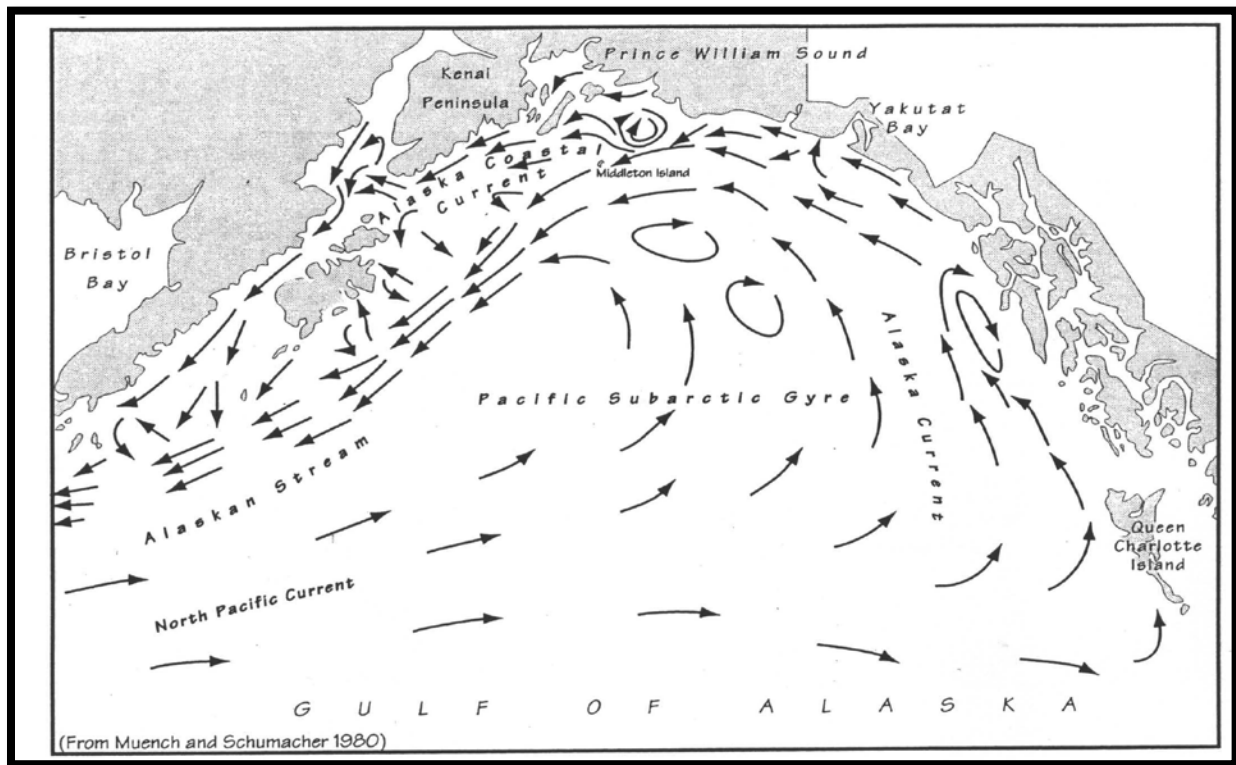 Prince William Sound
Kenai
Peninsula
Yakutat
Bay
Alaska Coastal
Current
Middleton Island
Bristol
Bay
Alaska Current
Pacific Subarctic Gyre
Alaskan Stream
Queen
Charlotte
Island
North Pacific Current
GULF OF ALASKA
(From Muench and Schumacher 1980)